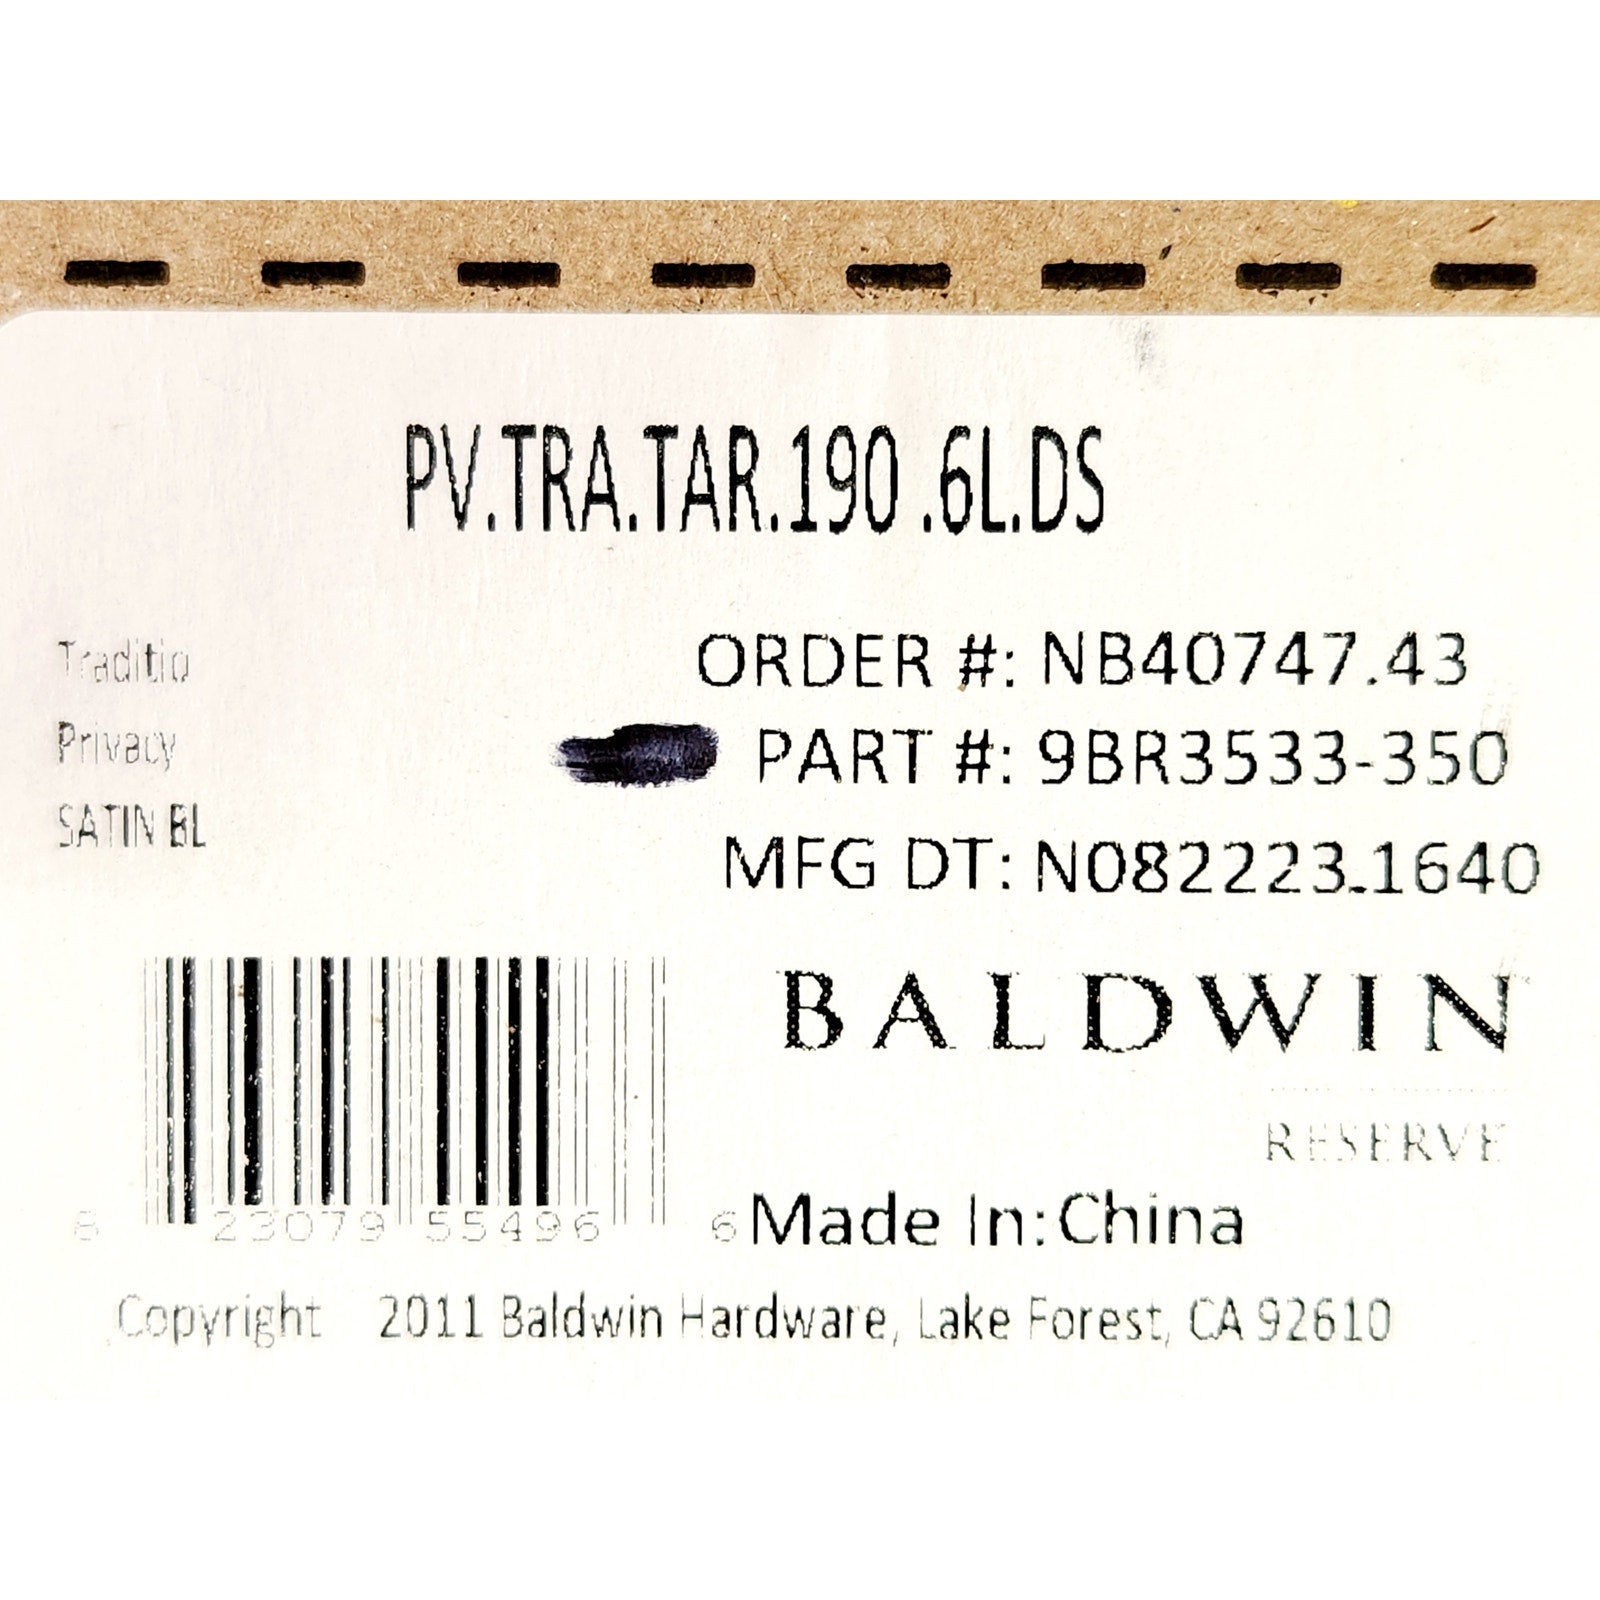 PV.TRA.TAR.190 .6L.DS
Traditio
Privacy
SATIN BL
ORDER #: NB40747.43
PART #: 9BR3533-350
MFG DT: N082223.1640
BALDWIN
RESERVE
8 23079 55496 6
Made In: China
Copyright 2011 Baldwin Hardware, Lake Forest, CA 92610